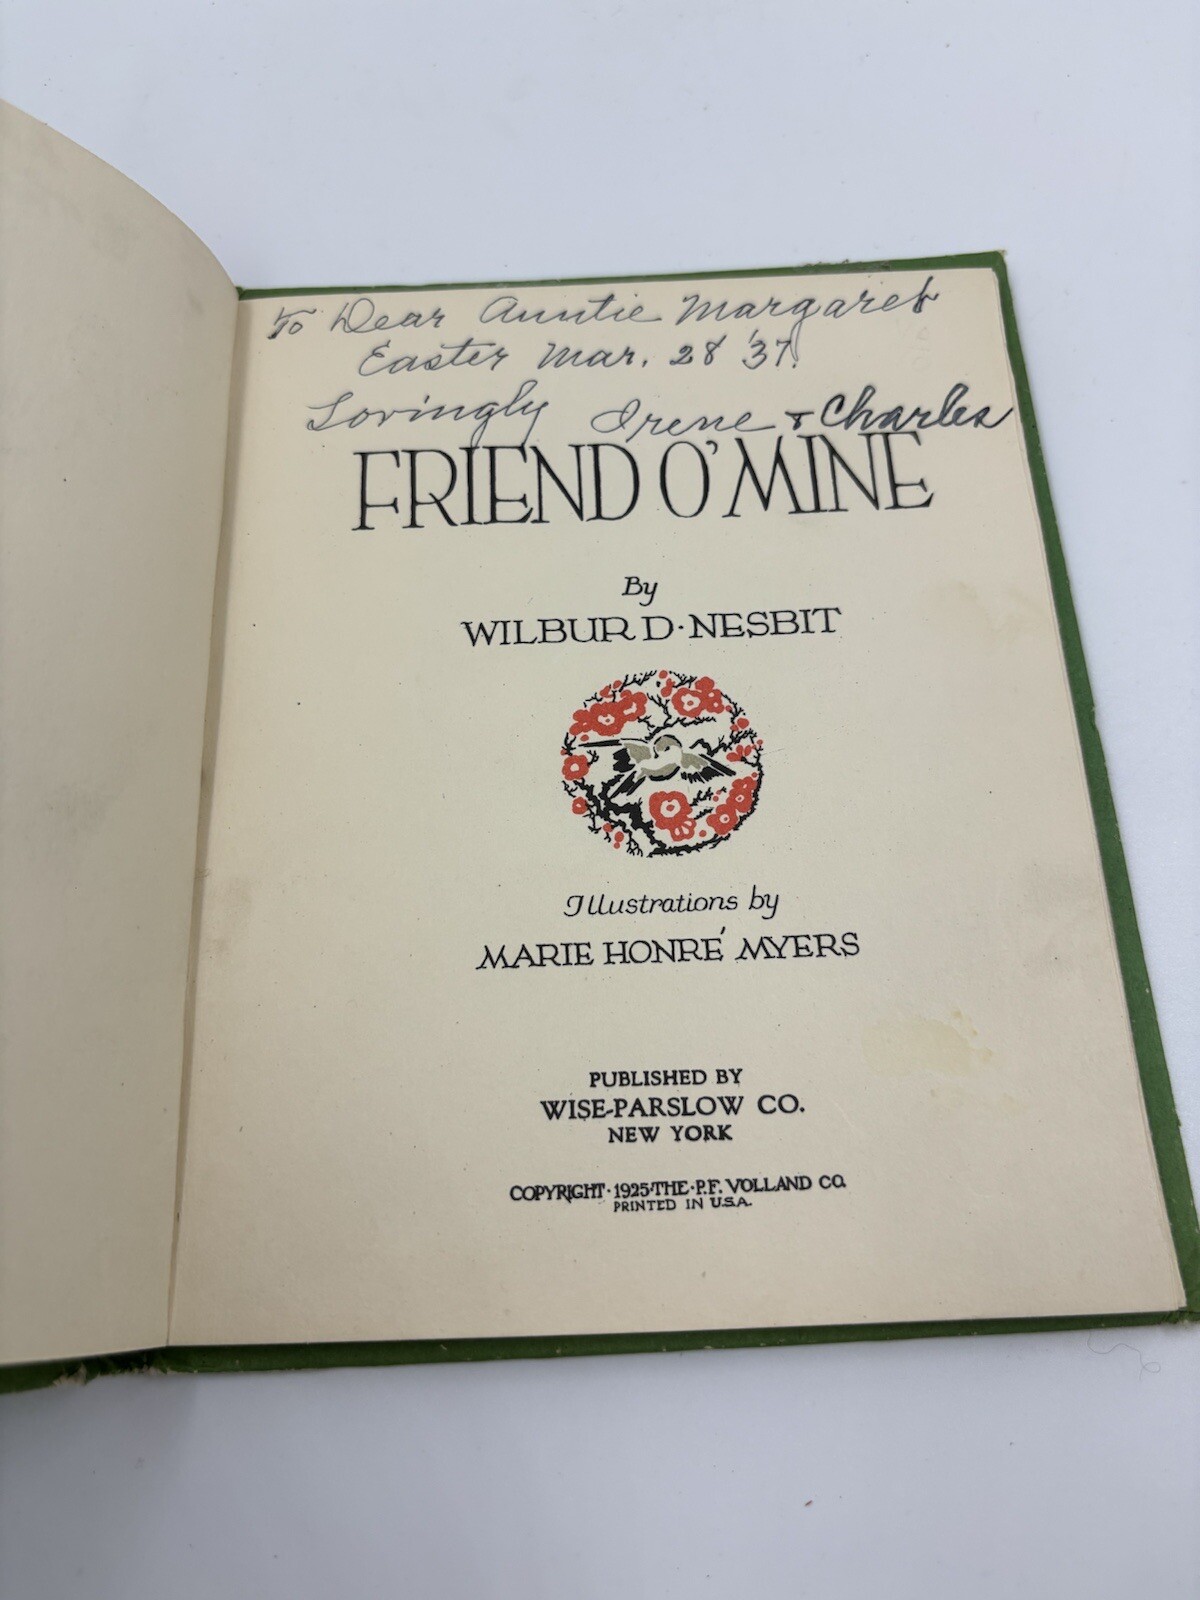 To Dear Auntie Margaret
Easter Mar. 28 '37.
Lovingly Irene & Charles
FRIEND O' MINE
By
WILBUR D. NESBIT
Illustrations by
MARIE HONRÉ MYERS
PUBLISHED BY
WISE-PARSLOW CO.
NEW YORK
COPYRIGHT · 1925 · THE · P.F. VOLLAND CO.
PRINTED IN U.S.A.